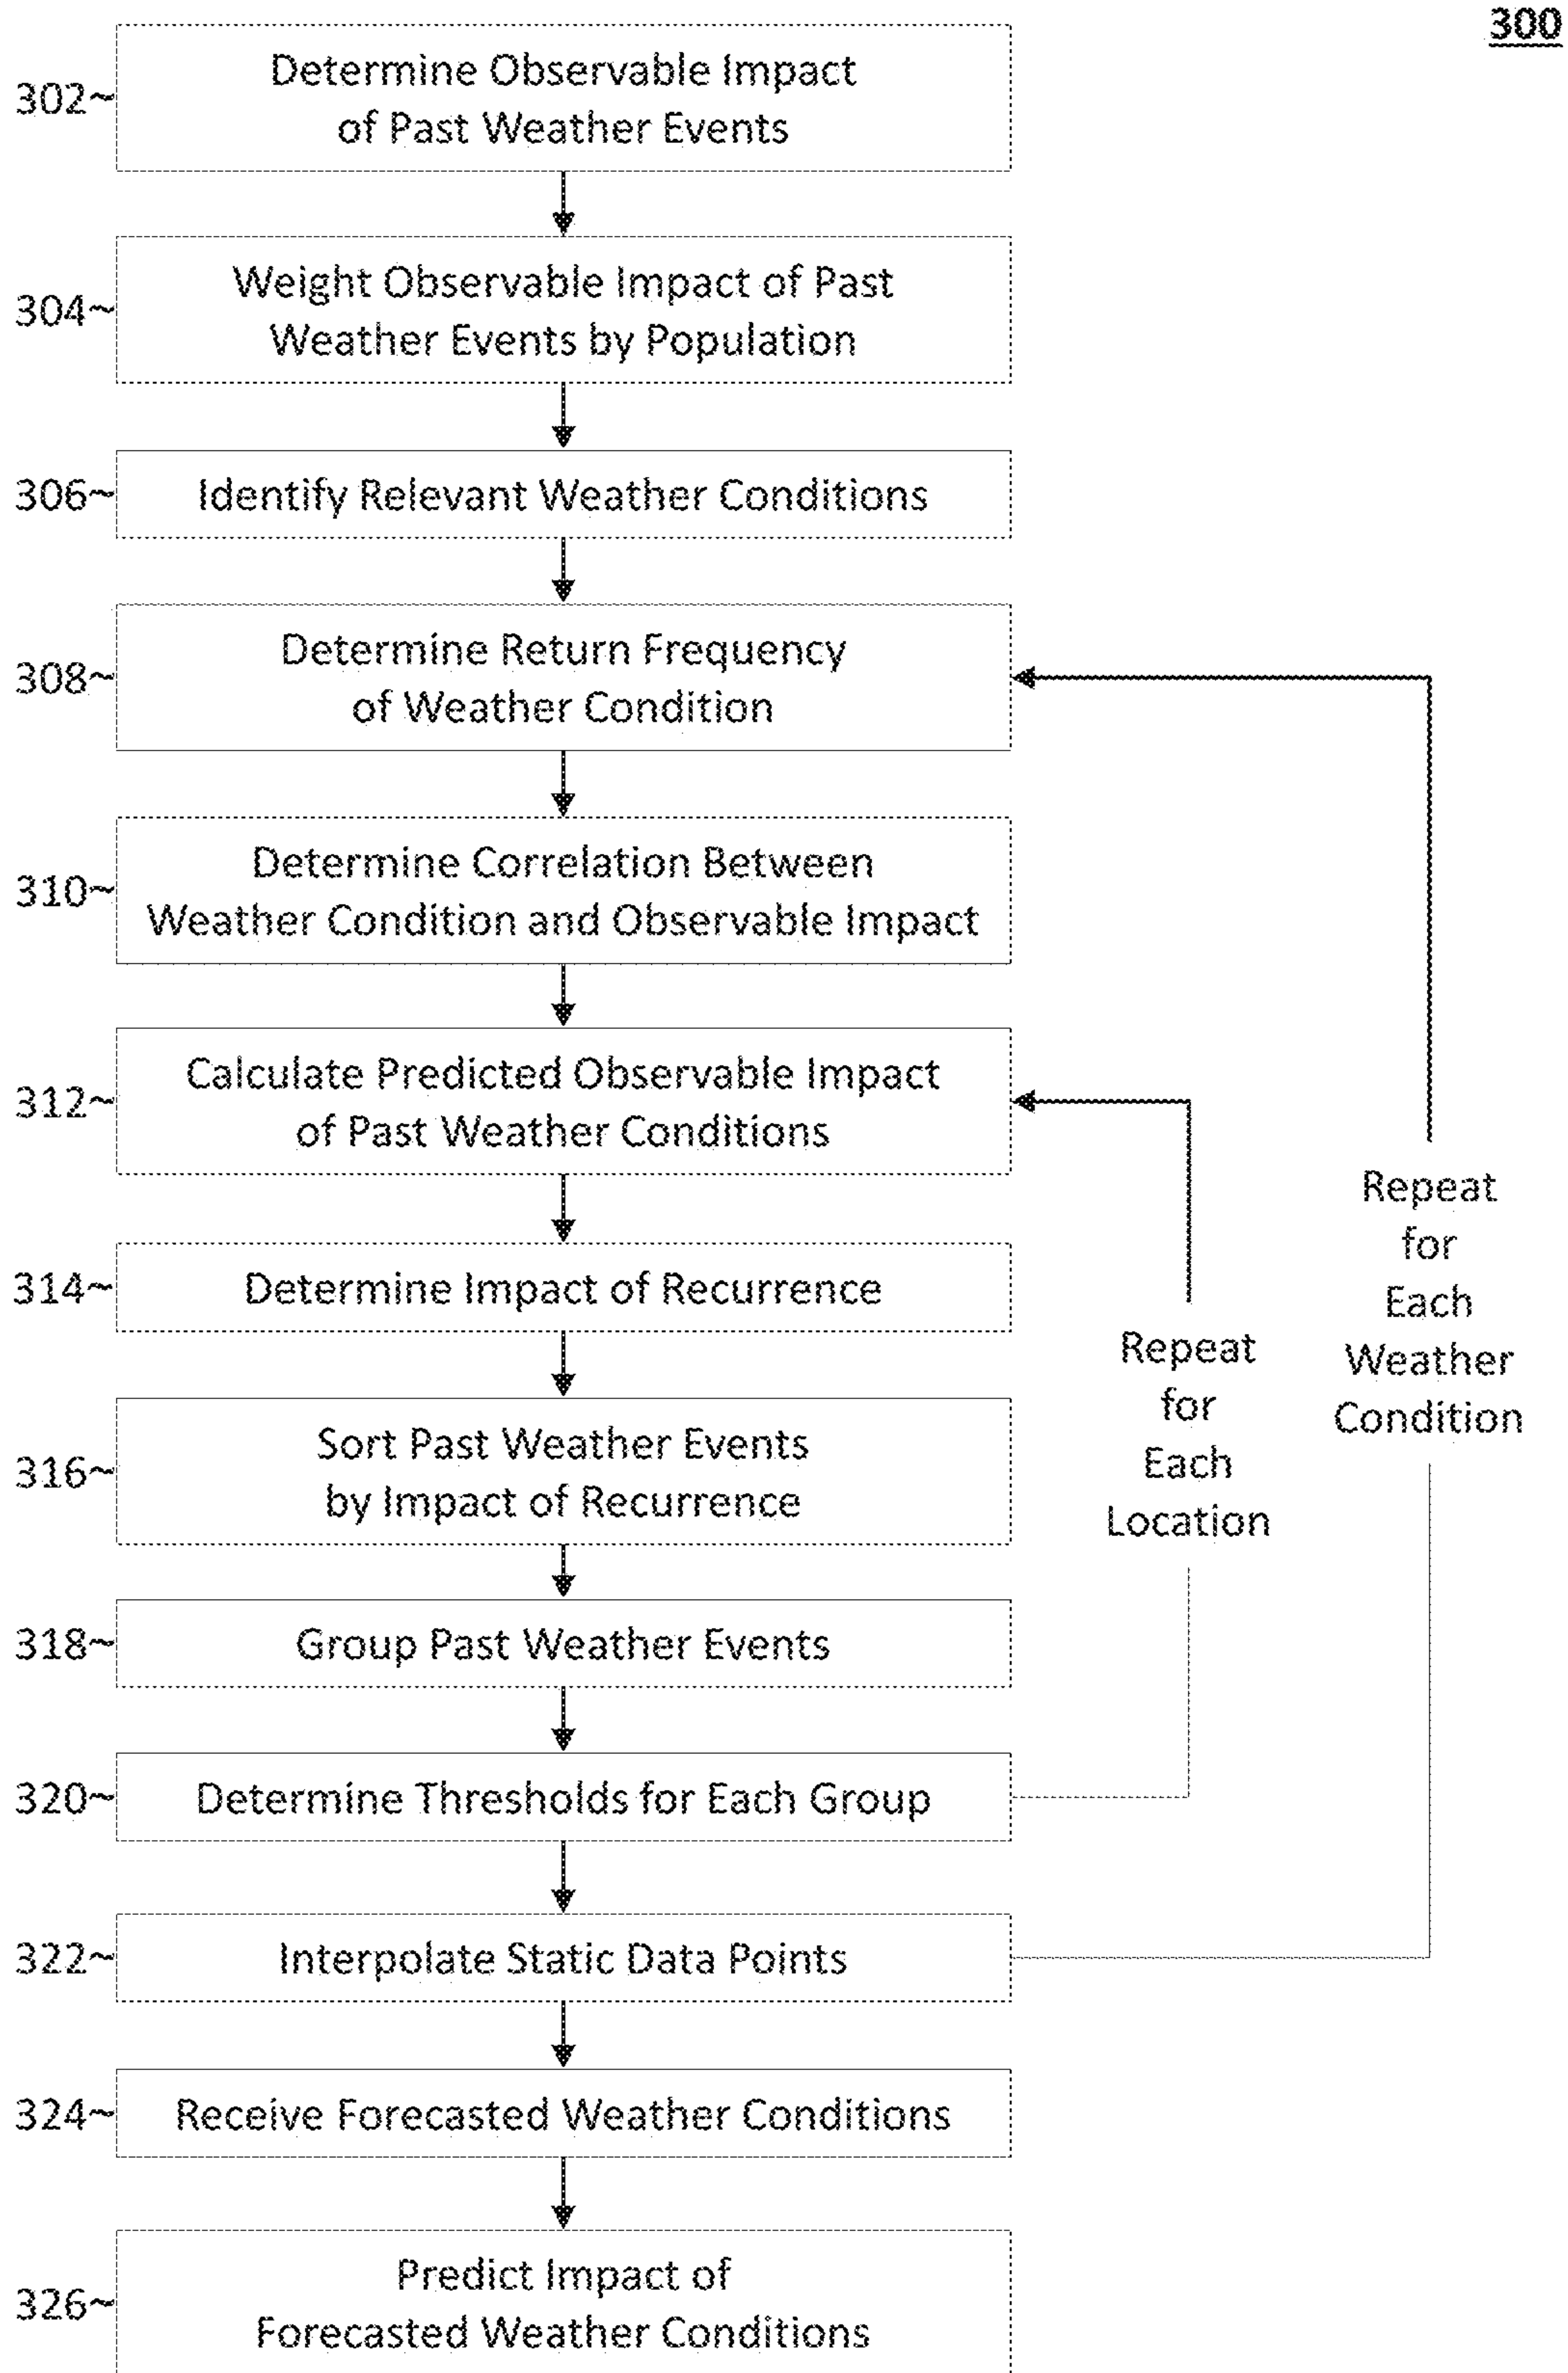 300
302~
Determine Observable Impact
of Past Weather Events
304~
Weight Observable Impact of Past
Weather Events by Population
306~
Identify Relevant Weather Conditions
308~
Determine Return Frequency
of Weather Condition
310~
Determine Correlation Between
Weather Condition and Observable Impact
312~
Calculate Predicted Observable Impact
of Past Weather Conditions
314~
Determine Impact of Recurrence
316~
Sort Past Weather Events
by Impact of Recurrence
318~
Group Past Weather Events
320~
Determine Thresholds for Each Group
322~
Interpolate Static Data Points
324~
Receive Forecasted Weather Conditions
326~
Predict Impact of
Forecasted Weather Conditions
Repeat
for
Each
Location
Repeat
for
Each
Weather
Condition